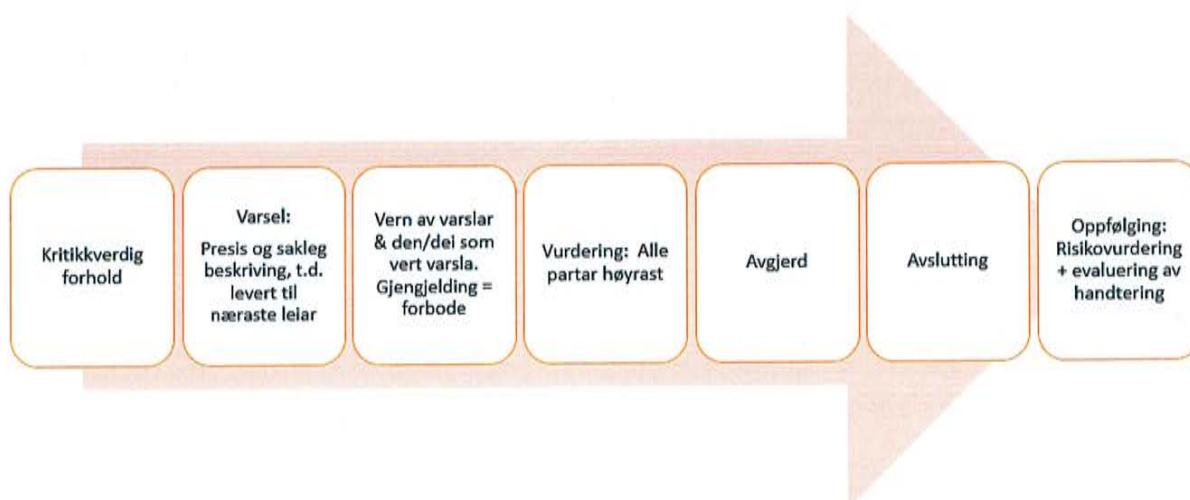 Kritikkverdig
forhold
Varsel:
Presis og sakleg
beskriving, t.d.
levert til
næraste leiar
Vern av varslar
& den/dei som
vert varsla.
Gjengjelding =
forbode
Vurdering: Alle
partar høyrast
Avgjerd
Avslutting
Oppfølging:
Risikovurdering
+ evaluering av
handtering